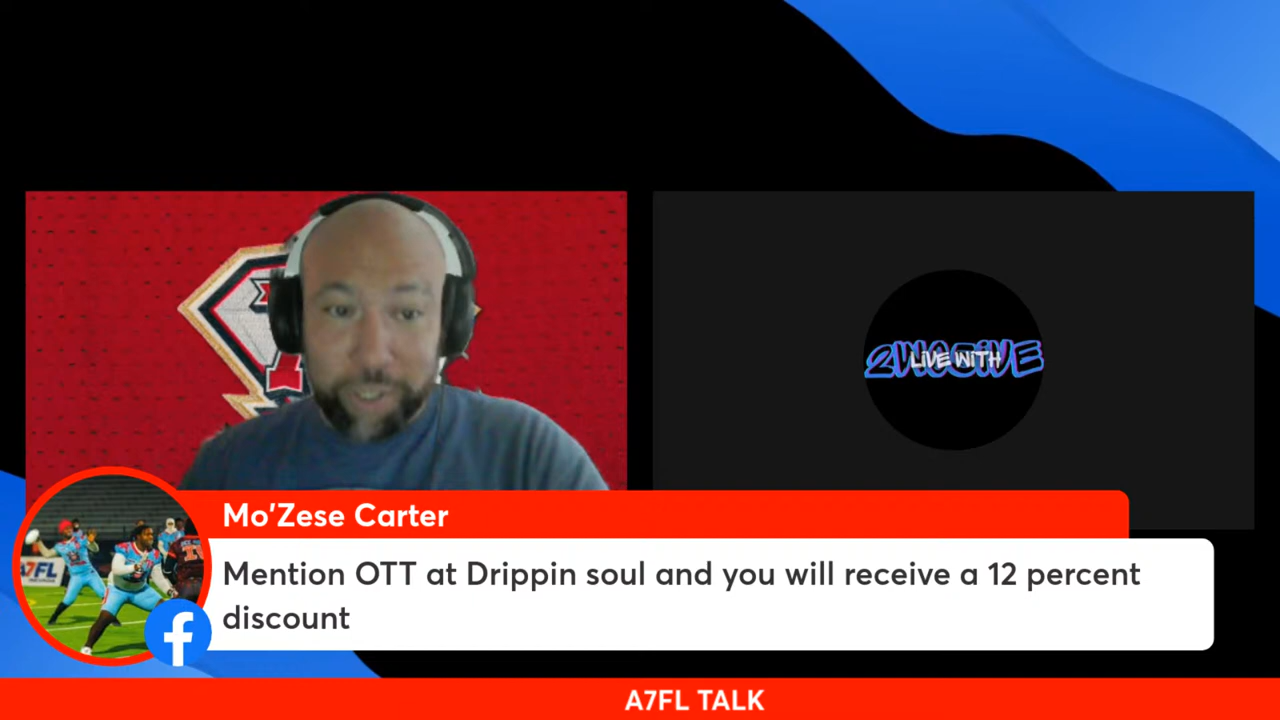 2WO5IVE
LiVE WiTH
Mo'Zese Carter
Mention OTT at Drippin soul and you will receive a 12 percent
discount
A7FL
A7FL TALK